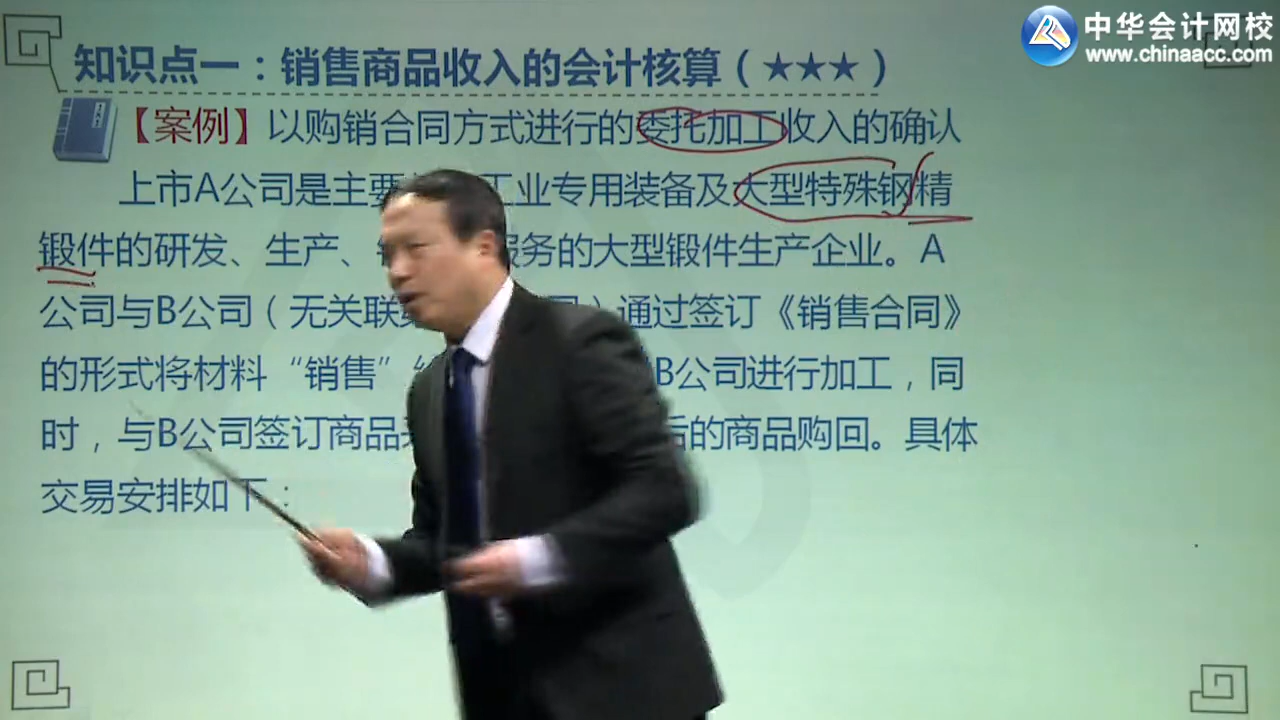 中华会计网校
www.chinaacc.com
知识点一：销售商品收入的会计核算（★★★）
【案例】以购销合同方式进行的委托加工收入的确认
上市A公司是主要 工业专用装备及大型特殊钢精
锻件的研发、生产、 服务的大型锻件生产企业。A
公司与B公司（无关联 ）通过签订《销售合同》
的形式将材料“销售” B公司进行加工，同
时，与B公司签订商品 后的商品购回。具体
交易安排如下：